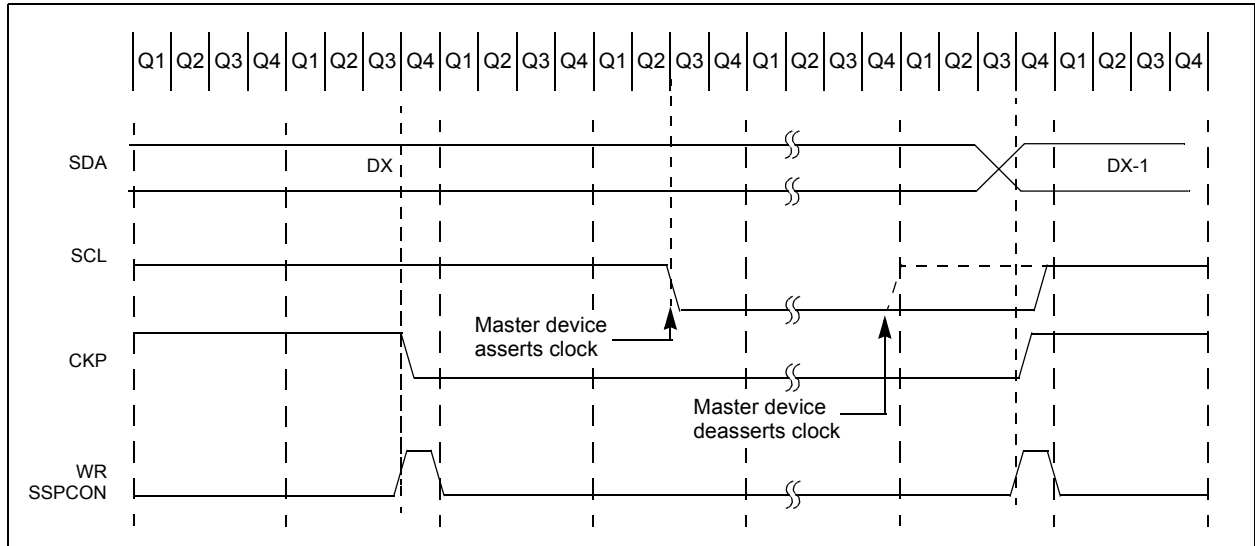 Q1 Q2 Q3 Q4 Q1 Q2 Q3 Q4 Q1 Q2 Q3 Q4 Q1 Q2 Q3 Q4 Q1 Q2 Q3 Q4 Q1 Q2 Q3 Q4 Q1 Q2 Q3 Q4
SDA DX DX-1
SCL
Master device
asserts clock
CKP
Master device
deasserts clock
WR
SSPCON